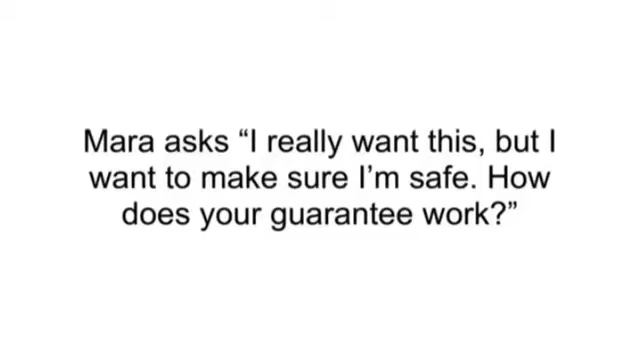 Mara asks “I really want this, but I
want to make sure I’m safe. How
does your guarantee work?”